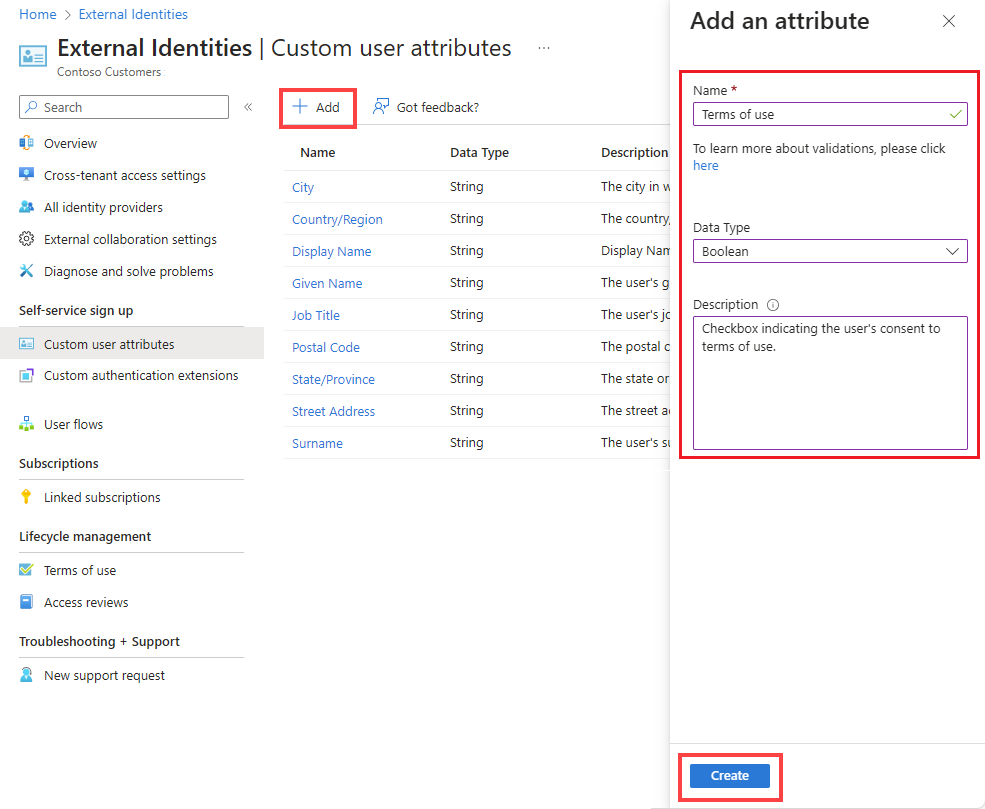 Home > External Identities
External Identities | Custom user attributes ...
Contoso Customers
Search «
Overview
Cross-tenant access settings
All identity providers
External collaboration settings
Diagnose and solve problems
Self-service sign up
Custom user attributes
Custom authentication extensions
User flows
Subscriptions
Linked subscriptions
Lifecycle management
Terms of use
Access reviews
Troubleshooting + Support
New support request
+ Add Got feedback?
Name Data Type Description
City String The city in
Country/Region String The country,
Display Name String Display
Given Name String The user's
Job Title String The user's
Postal Code String The postal
State/Province String The state or
Street Address String The street
Surname String The user's
Add an attribute
Name *
Terms of use
To learn more about validations, please click
here
Data Type
Boolean
Description
Checkbox indicating the user's consent to
terms of use.
Create